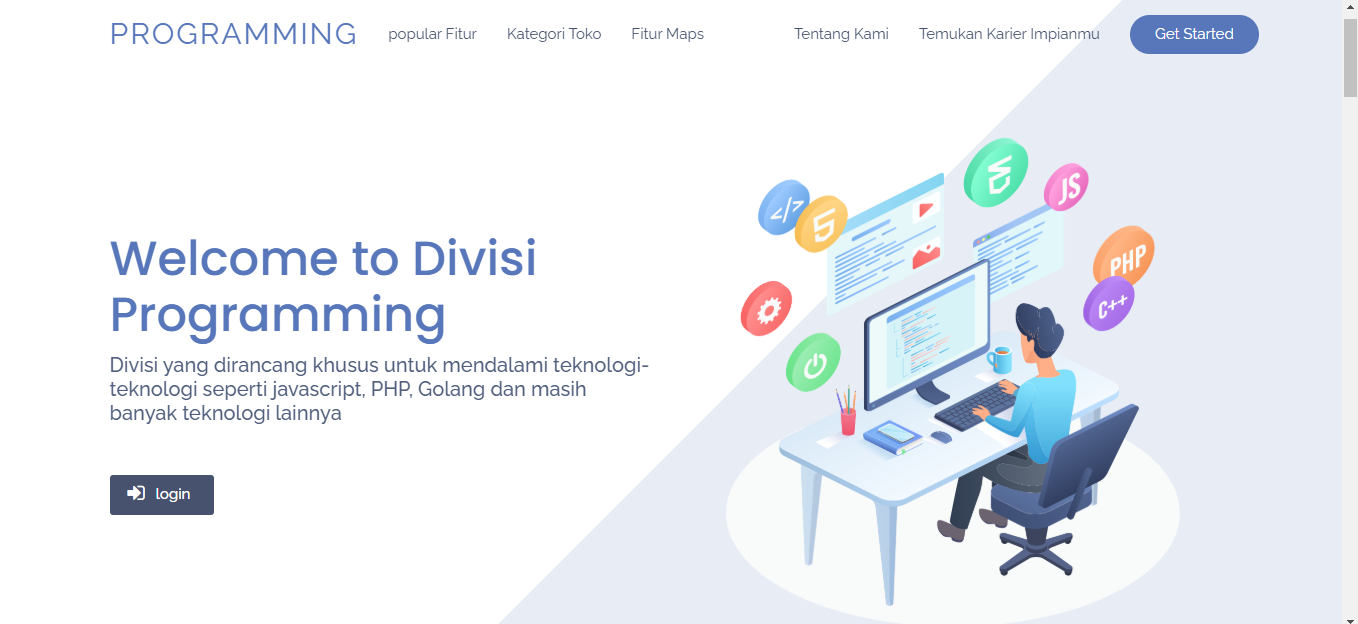 PROGRAMMING popular Fitur Kategori Toko Fitur Maps Tentang Kami Temukan Karier Impianmu Get Started
Welcome to Divisi
Programming
Divisi yang dirancang khusus untuk mendalami teknologi-
teknologi seperti javascript, PHP, Golang dan masih
banyak teknologi lainnya
login
</>
5
JS
PHP
C++